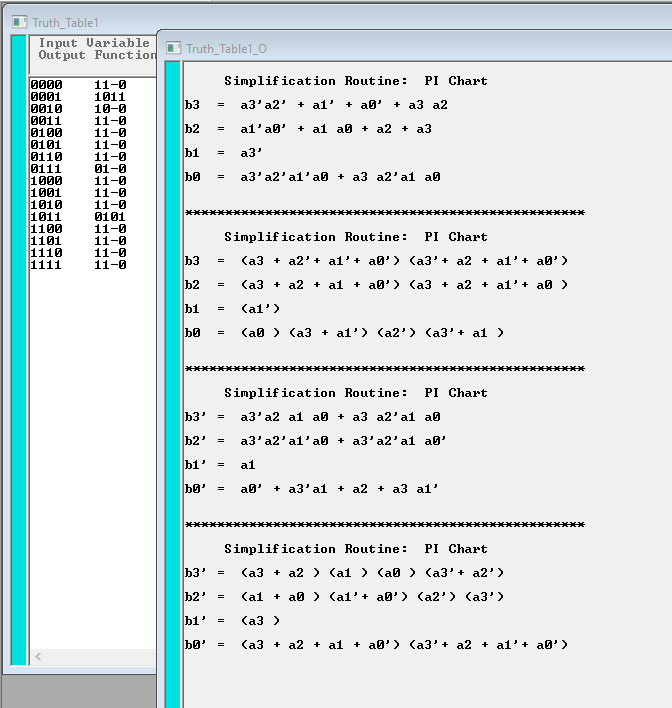 Truth_Table1
Input Variable
Output Function
0000 11-0
0001 1011
0010 10-0
0011 11-0
0100 11-0
0101 11-0
0110 11-0
0111 01-0
1000 11-0
1001 11-0
1010 11-0
1011 0101
1100 11-0
1101 11-0
1110 11-0
1111 11-0
Truth_Table1_O
Simplification Routine: PI Chart
b3 = a3'a2' + a1' + a0' + a3 a2
b2 = a1'a0' + a1 a0 + a2 + a3
b1 = a3'
b0 = a3'a2'a1'a0 + a3 a2'a1 a0
**************************************************
Simplification Routine: PI Chart
b3 = (a3 + a2'+ a1'+ a0') (a3'+ a2 + a1'+ a0')
b2 = (a3 + a2 + a1 + a0') (a3 + a2 + a1'+ a0 )
b1 = (a1')
b0 = (a0 ) (a3 + a1') (a2') (a3'+ a1 )
**************************************************
Simplification Routine: PI Chart
b3' = a3'a2 a1 a0 + a3 a2'a1 a0
b2' = a3'a2'a1'a0 + a3'a2'a1 a0'
b1' = a1
b0' = a0' + a3'a1 + a2 + a3 a1'
**************************************************
Simplification Routine: PI Chart
b3' = (a3 + a2 ) (a1 ) (a0 ) (a3'+ a2')
b2' = (a1 + a0 ) (a1'+ a0') (a2') (a3')
b1' = (a3 )
b0' = (a3 + a2 + a1 + a0') (a3'+ a2 + a1'+ a0')